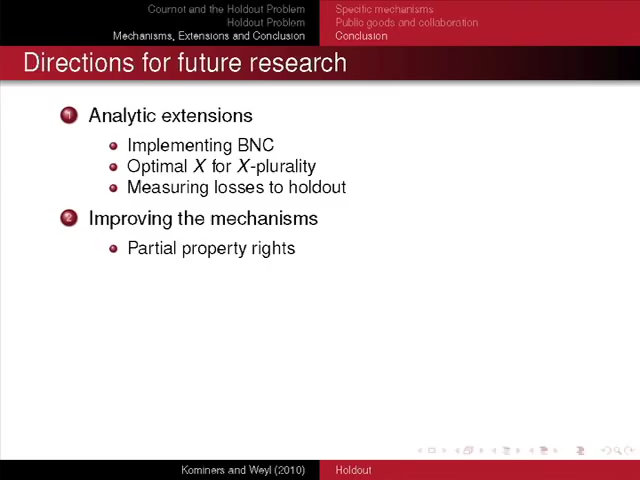 Cournot and the Holdout Problem
Holdout Problem
Mechanisms, Extensions and Conclusion
Specific mechanisms
Public goods and collaboration
Conclusion
Directions for future research
1 Analytic extensions
Implementing BNC
Optimal X for X-plurality
Measuring losses to holdout
2 Improving the mechanisms
Partial property rights
Kominers and Weyl (2010)
Holdout